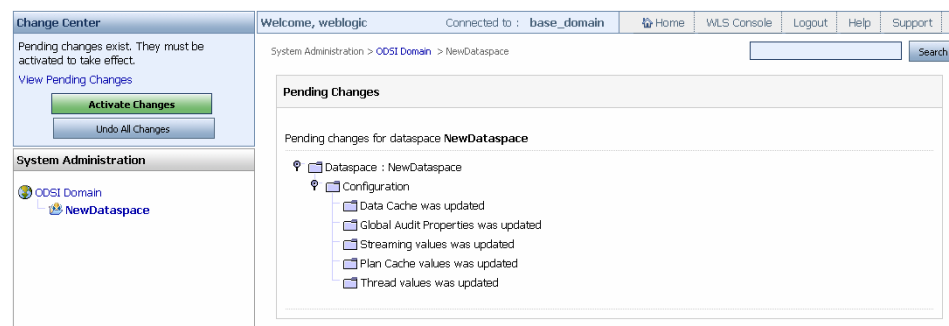 Change Center
Pending changes exist. They must be
activated to take effect.
View Pending Changes
Activate Changes
Undo All Changes
System Administration
ODSI Domain
NewDataspace
Welcome, weblogic Connected to : base_domain Home WLS Console Logout Help Support
System Administration > ODSI Domain > NewDataspace Search
Pending Changes
Pending changes for dataspace NewDataspace
Dataspace : NewDataspace
Configuration
Data Cache was updated
Global Audit Properties was updated
Streaming values was updated
Plan Cache values was updated
Thread values was updated